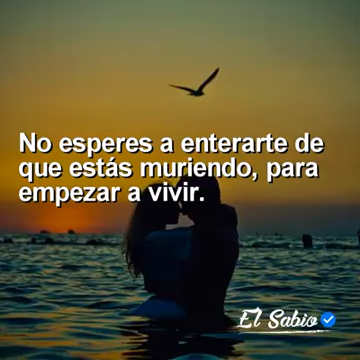 No esperes a enterarte de
que estás muriendo, para
empezar a vivir.
El Sabio